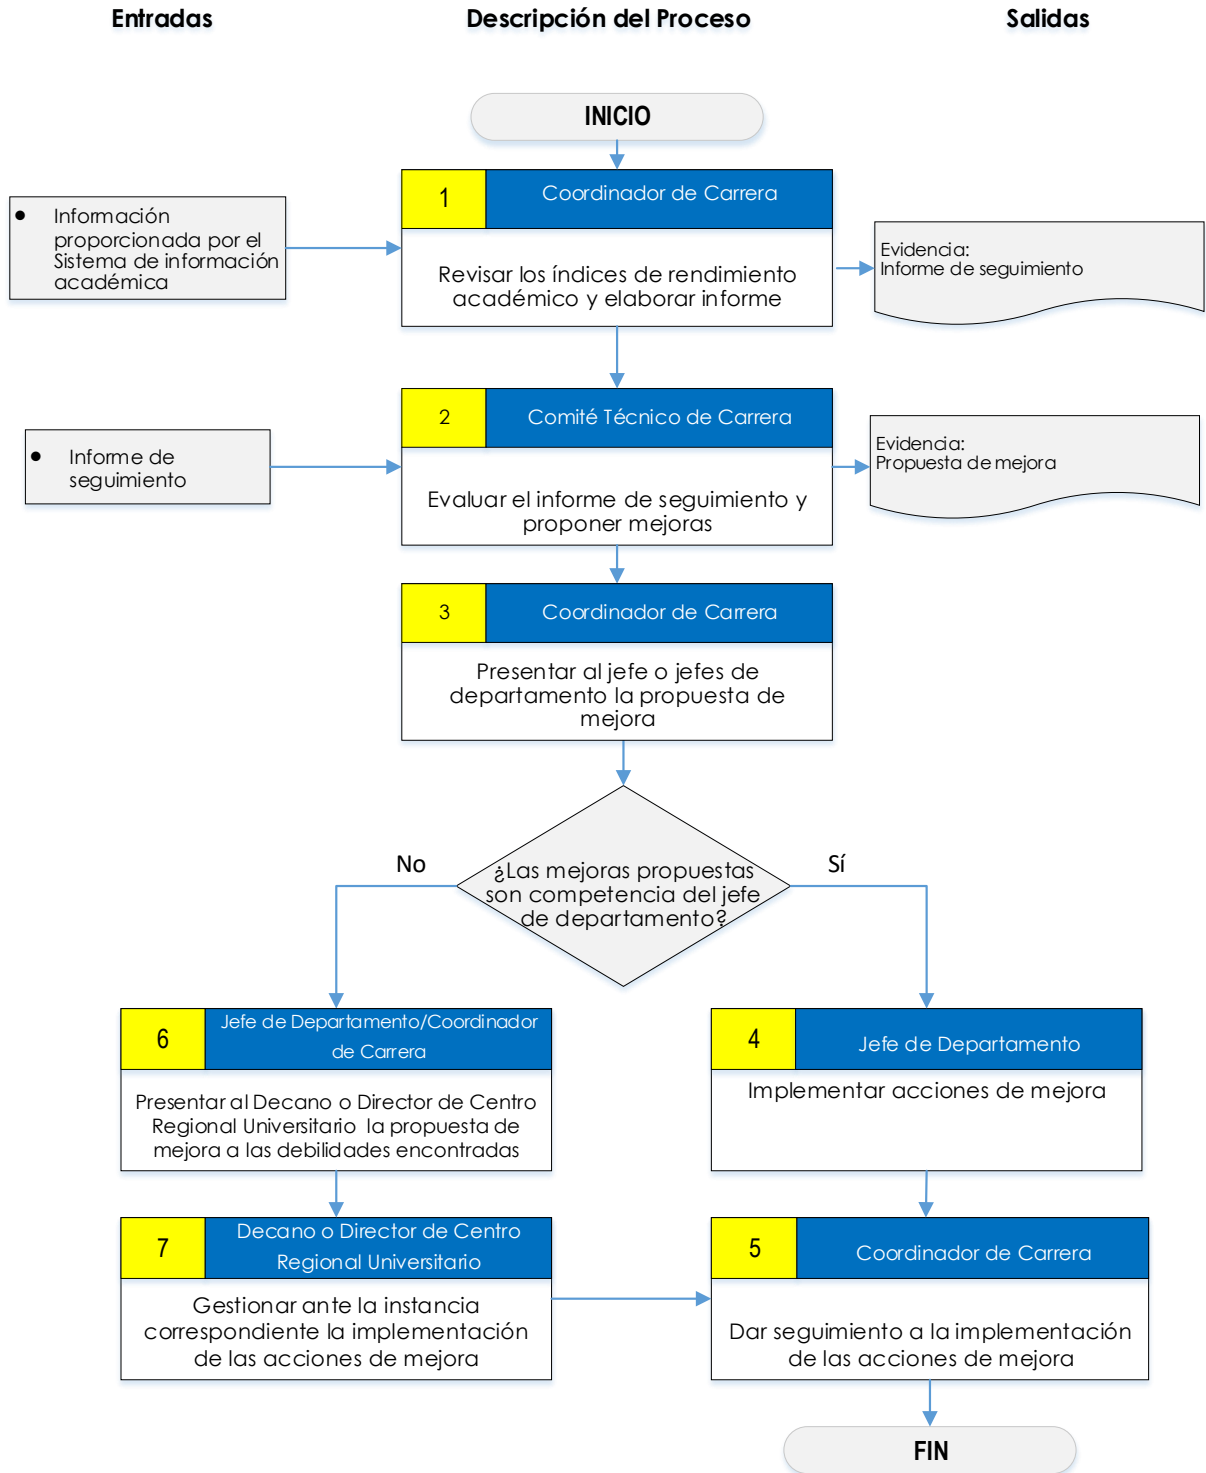 Entradas
Descripción del Proceso
Salidas
INICIO
1
Coordinador de Carrera
• Información
proporcionada por el
Sistema de información
académica
Revisar los índices de rendimiento
académico y elaborar informe
Evidencia:
Informe de seguimiento
2
Comité Técnico de Carrera
• Informe de
seguimiento
Evaluar el informe de seguimiento y
proponer mejoras
Evidencia:
Propuesta de mejora
3
Coordinador de Carrera
Presentar al jefe o jefes de
departamento la propuesta de
mejora
No
¿Las mejoras propuestas
son competencia del jefe
de departamento?
Sí
6
Jefe de Departamento/Coordinador
de Carrera
Presentar al Decano o Director de Centro
Regional Universitario la propuesta de
mejora a las debilidades encontradas
4
Jefe de Departamento
Implementar acciones de mejora
7
Decano o Director de Centro
Regional Universitario
Gestionar ante la instancia
correspondiente la implementación
de las acciones de mejora
5
Coordinador de Carrera
Dar seguimiento a la implementación
de las acciones de mejora
FIN